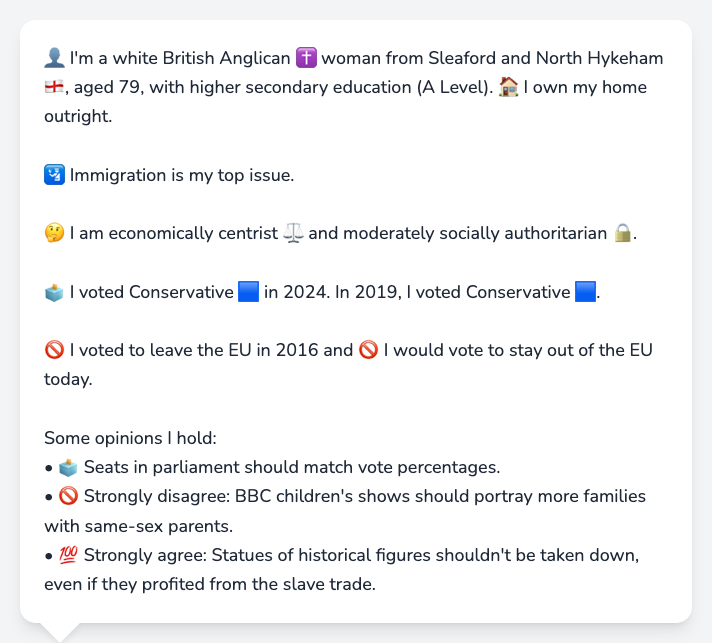 👤 I'm a white British Anglican ✝️ woman from Sleaford and North Hykeham
🏴󠁧󠁢󠁥󠁮󠁧󠁿, aged 79, with higher secondary education (A Level). 🏠 I own my home
outright.
🛂 Immigration is my top issue.
🤔 I am economically centrist ⚖️ and moderately socially authoritarian 🔒.
🗳️ I voted Conservative 🟦 in 2024. In 2019, I voted Conservative 🟦.
🚫 I voted to leave the EU in 2016 and 🚫 I would vote to stay out of the EU
today.
Some opinions I hold:
• 🗳️ Seats in parliament should match vote percentages.
• 🚫 Strongly disagree: BBC children's shows should portray more families
with same-sex parents.
• 💯 Strongly agree: Statues of historical figures shouldn't be taken down,
even if they profited from the slave trade.